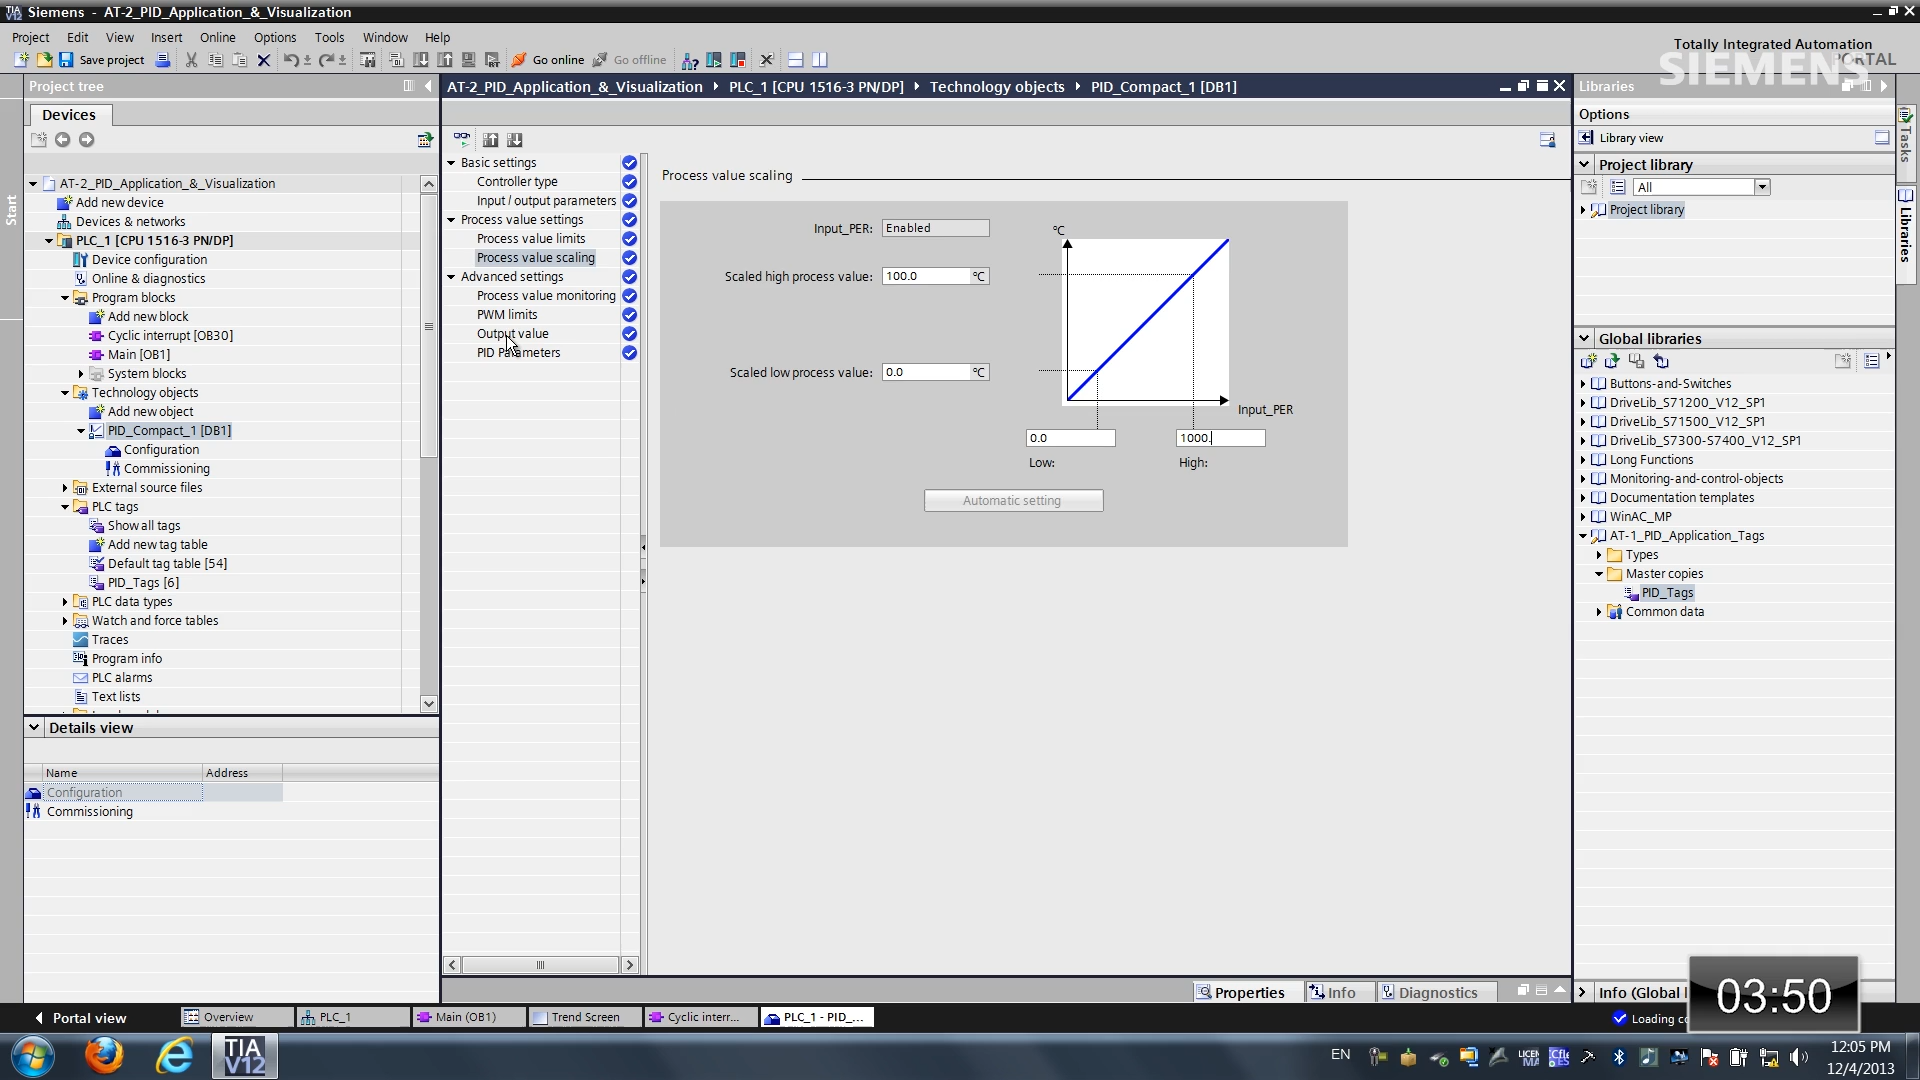 Siemens - AT-2_PID_Application_&_Visualization
Project Edit View Insert Online Options Tools Window Help
Save project Go online Go offline
Totally Integrated Automation
PORTAL
SIEMENS
Project tree
AT-2_PID_Application_&_Visualization PLC_1 [CPU 1516-3 PN/DP] Technology objects PID_Compact_1 [DB1]
Libraries
Devices
Options
Library view
Project library
All
Project library
Start
Tasks
Libraries
AT-2_PID_Application_&_Visualization
Add new device
Devices & networks
PLC_1 [CPU 1516-3 PN/DP]
Device configuration
Online & diagnostics
Program blocks
Add new block
Cyclic interrupt [OB30]
Main [OB1]
System blocks
Technology objects
Add new object
PID_Compact_1 [DB1]
Configuration
Commissioning
External source files
PLC tags
Show all tags
Add new tag table
Default tag table [54]
PID_Tags [6]
PLC data types
Watch and force tables
Traces
Program info
PLC alarms
Text lists
Details view
Name Address
Configuration
Commissioning
Basic settings
Controller type
Input / output parameters
Process value settings
Process value limits
Process value scaling
Advanced settings
Process value monitoring
PWM limits
Output value
PID Parameters
Process value scaling
Input_PER: Enabled
Scaled high process value: 100.0 °C
Scaled low process value: 0.0 °C
°C
Input_PER
0.0 1000.
Low: High:
Automatic setting
Global libraries
Buttons-and-Switches
DriveLib_S71200_V12_SP1
DriveLib_S71500_V12_SP1
DriveLib_S7300-S7400_V12_SP1
Long Functions
Monitoring-and-control-objects
Documentation templates
WinAC_MP
AT-1_PID_Application_Tags
Types
Master copies
PID_Tags
Common data
Properties Info Diagnostics
Info (Global l
03:50
Portal view Overview PLC_1 Main (OB1) Trend Screen Cyclic interr... PLC_1 - PID_...
Loading co
TIA
V12
EN
12:05 PM
12/4/2013